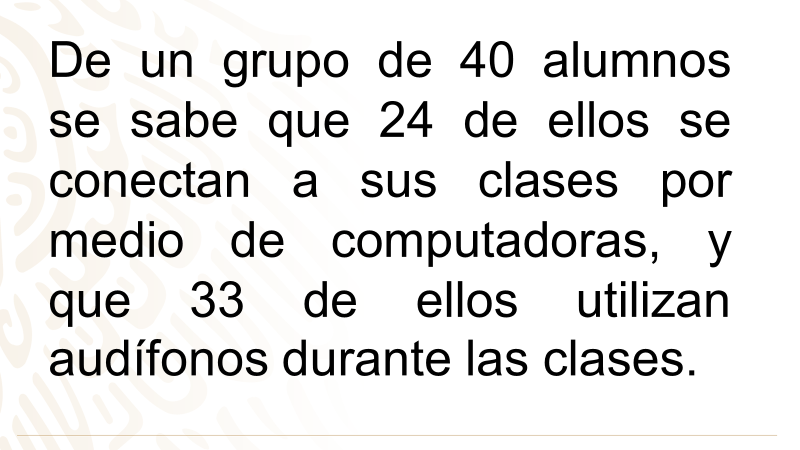 De un grupo de 40 alumnos
se sabe que 24 de ellos se
conectan a sus clases por
medio de computadoras, y
que 33 de ellos utilizan
audífonos durante las clases.